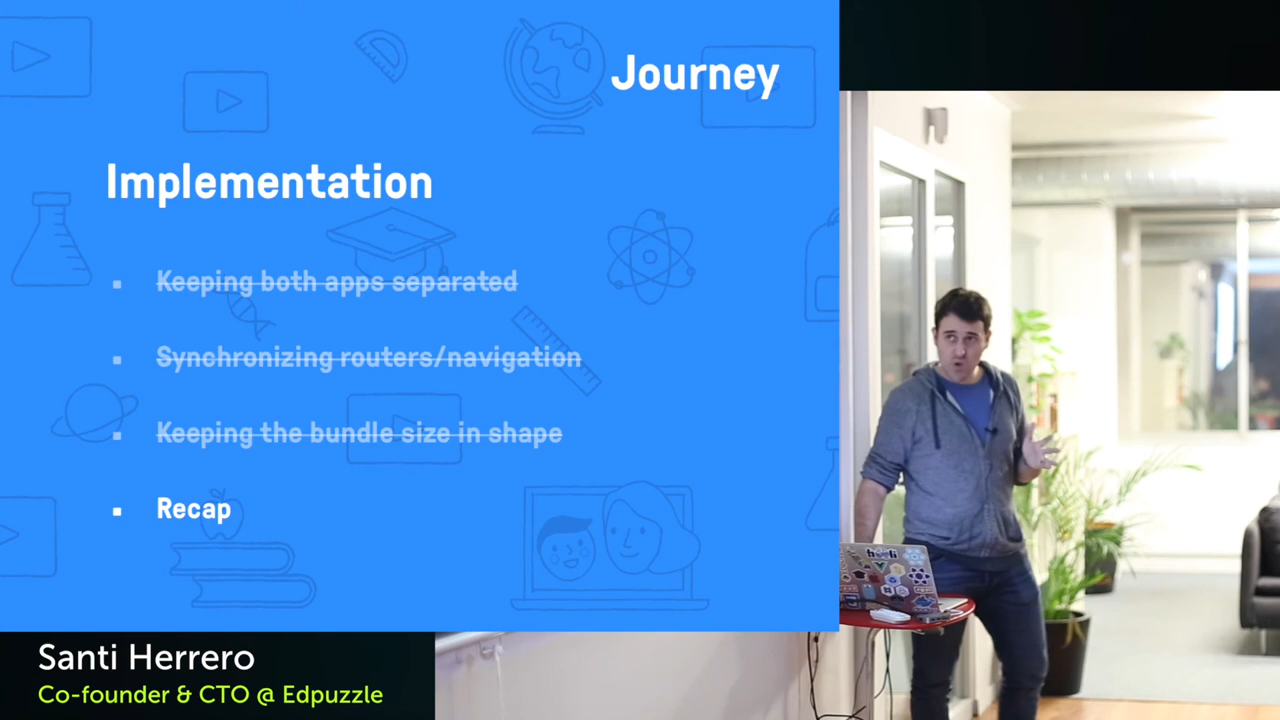 Journey
Implementation
▪ Keeping both apps separated
▪ Synchronizing routers/navigation
▪ Keeping the bundle size in shape
▪ Recap
Santi Herrero
Co-founder & CTO @ Edpuzzle